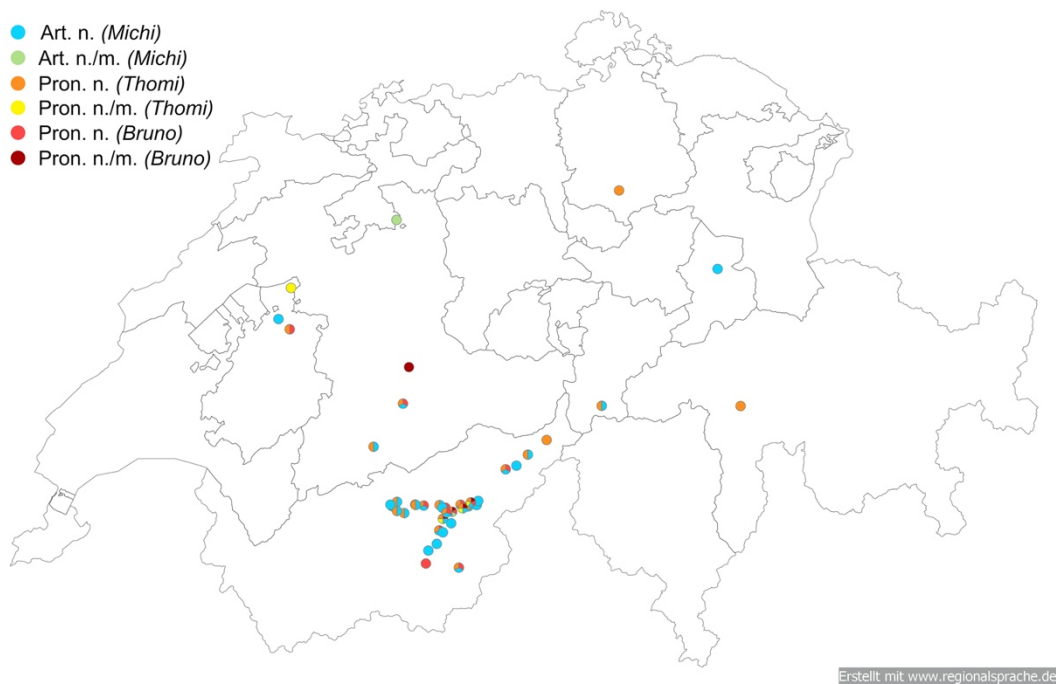 Art. n. (Michi)
Art. n./m. (Michi)
Pron. n. (Thomi)
Pron. n./m. (Thomi)
Pron. n. (Bruno)
Pron. n./m. (Bruno)
Erstellt mit www.regionalsprache.de